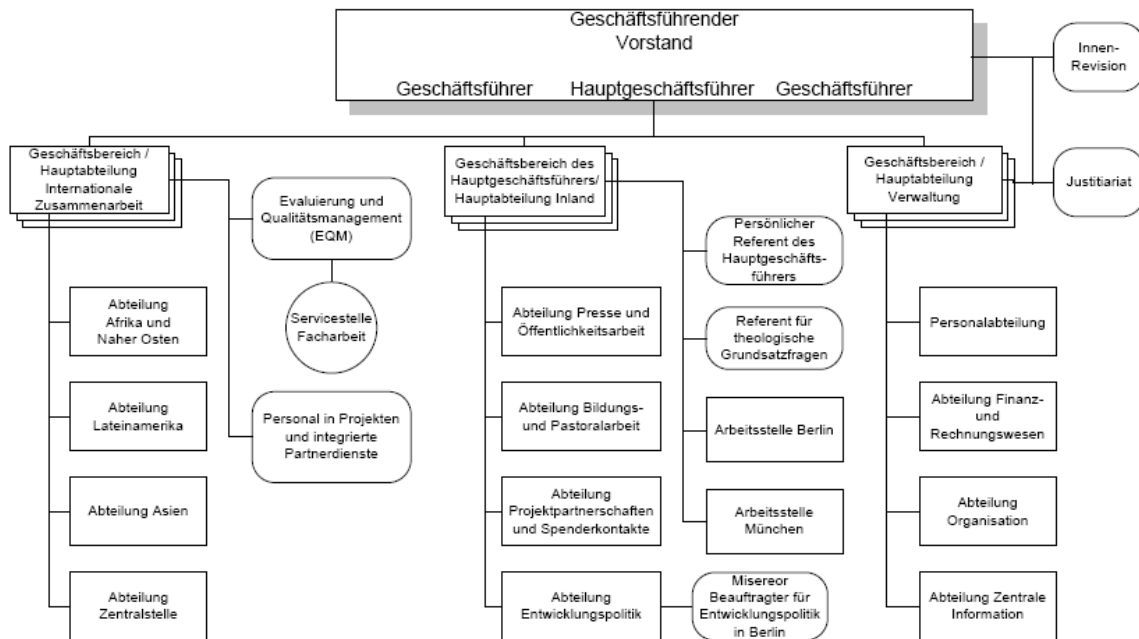 Geschäftsführender
Vorstand
Geschäftsführer Hauptgeschäftsführer Geschäftsführer
Innen-
Revision
Justitiariat
Geschäftsbereich /
Hauptabteilung
Internationale
Zusammenarbeit
Evaluierung und
Qualitätsmanagement
(EQM)
Servicestelle
Facharbeit
Personal in Projekten
und integrierte
Partnerdienste
Abteilung
Afrika und
Naher Osten
Abteilung
Lateinamerika
Abteilung Asien
Abteilung
Zentralstelle
Geschäftsbereich des
Hauptgeschäftsführers/
Hauptabteilung Inland
Persönlicher
Referent des
Hauptgeschäfts-
führers
Referent für
theologische
Grundsatzfragen
Arbeitsstelle Berlin
Arbeitsstelle
München
Abteilung Presse und
Öffentlichkeitsarbeit
Abteilung Bildungs-
und Pastoralarbeit
Abteilung
Projektpartnerschaften
und Spenderkontakte
Abteilung
Entwicklungspolitik
Misereor
Beauftragter für
Entwicklungspolitik
in Berlin
Geschäftsbereich /
Hauptabteilung
Verwaltung
Personalabteilung
Abteilung Finanz-
und
Rechnungswesen
Abteilung
Organisation
Abteilung Zentrale
Information